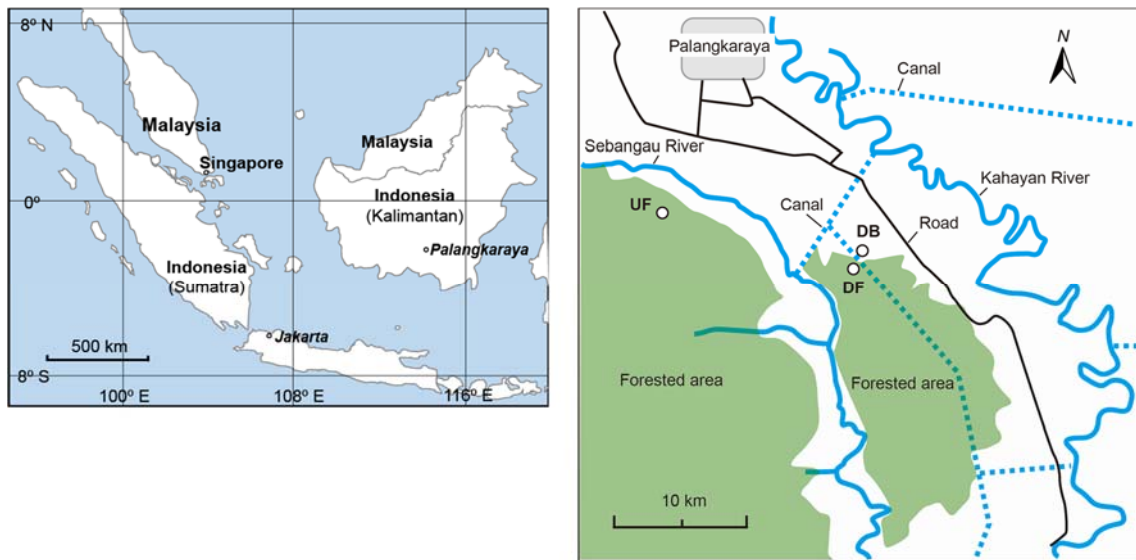 8º N
Malaysia
Singapore
Malaysia
0º
Indonesia
(Kalimantan)
Palangkaraya
Indonesia
(Sumatra)
Jakarta
500 km
8º S
100º E
108º E
116º E
Palangkaraya
N
Canal
Sebangau River
Kahayan River
UF
Canal
Road
DB
DF
Forested area
Forested area
10 km